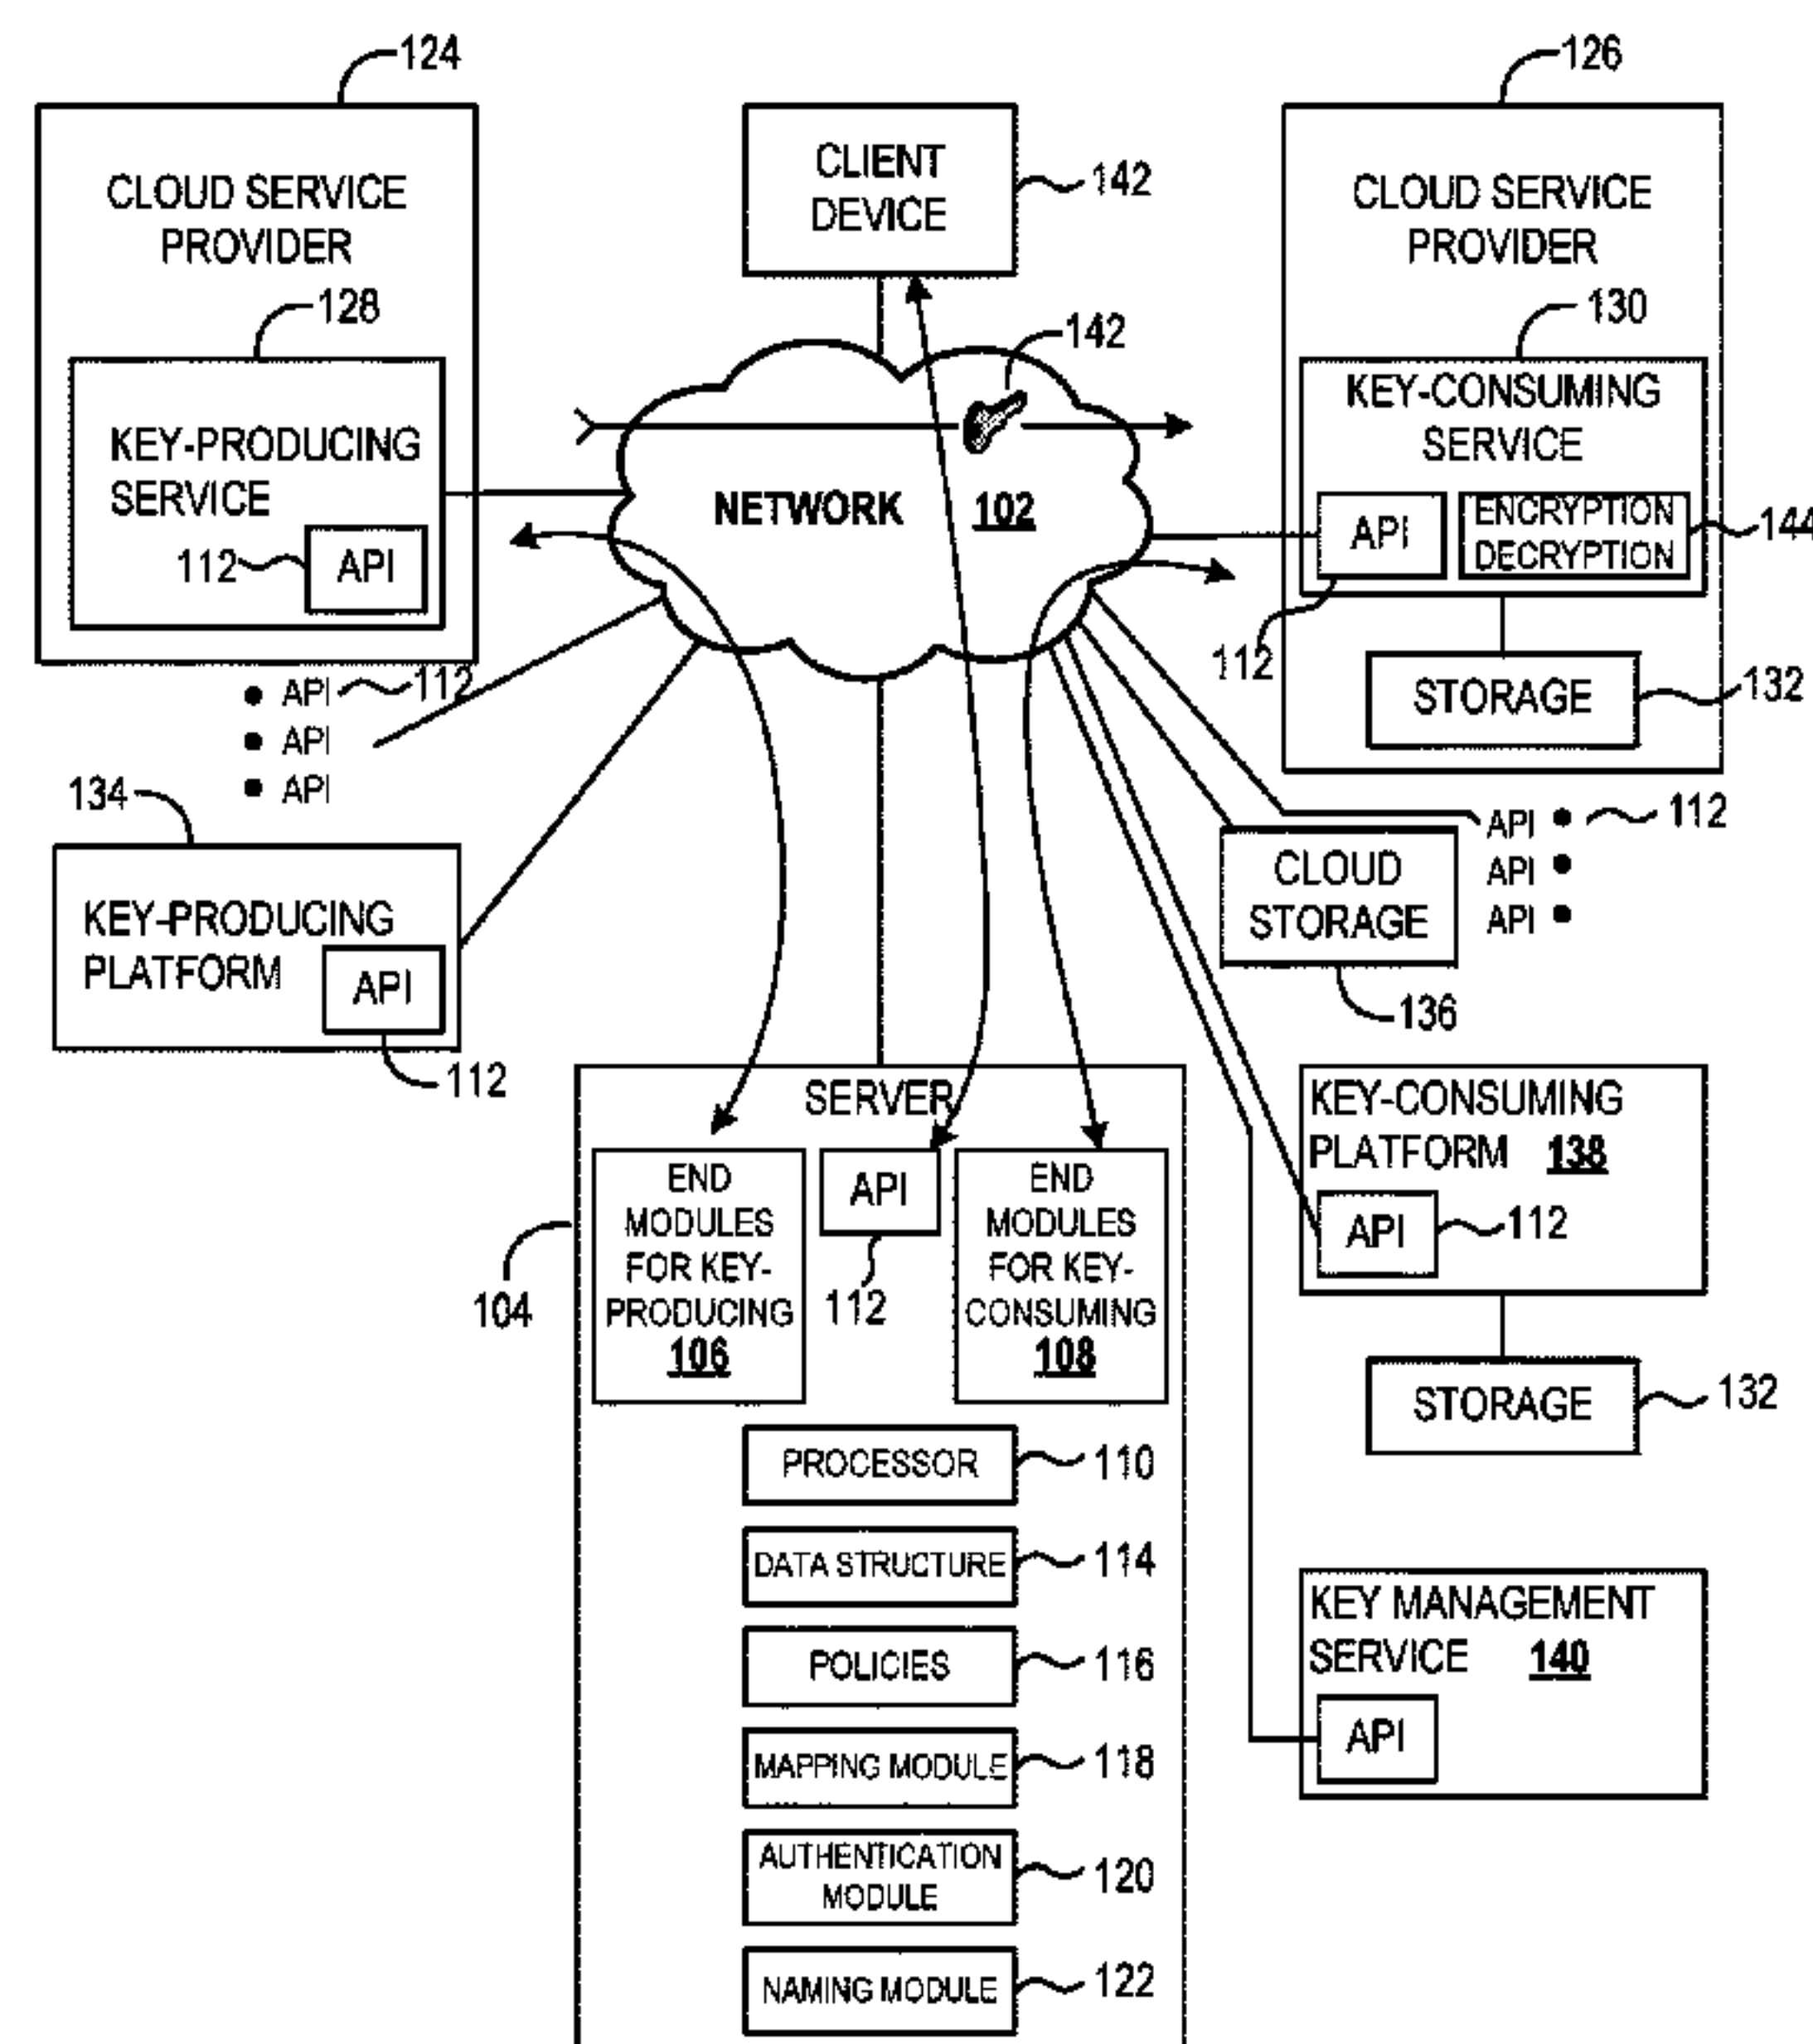 124
CLOUD SERVICE
PROVIDER
128
KEY-PRODUCING
SERVICE
112
API
CLIENT
DEVICE
142
142
NETWORK 102
126
CLOUD SERVICE
PROVIDER
130
KEY-CONSUMING
SERVICE
API
ENCRYPTION
DECRYPTION
144
112
STORAGE
132
API
112
API
API
134
KEY-PRODUCING
PLATFORM
API
112
API
112
API
API
CLOUD
STORAGE
136
SERVER
104
END
MODULES
FOR KEY-
PRODUCING
106
API
112
END
MODULES
FOR KEY-
CONSUMING
108
PROCESSOR
110
DATA STRUCTURE
114
POLICIES
116
MAPPING MODULE
118
AUTHENTICATION
MODULE
120
NAMING MODULE
122
KEY-CONSUMING
PLATFORM 138
API
112
STORAGE
132
KEY MANAGEMENT
SERVICE 140
API